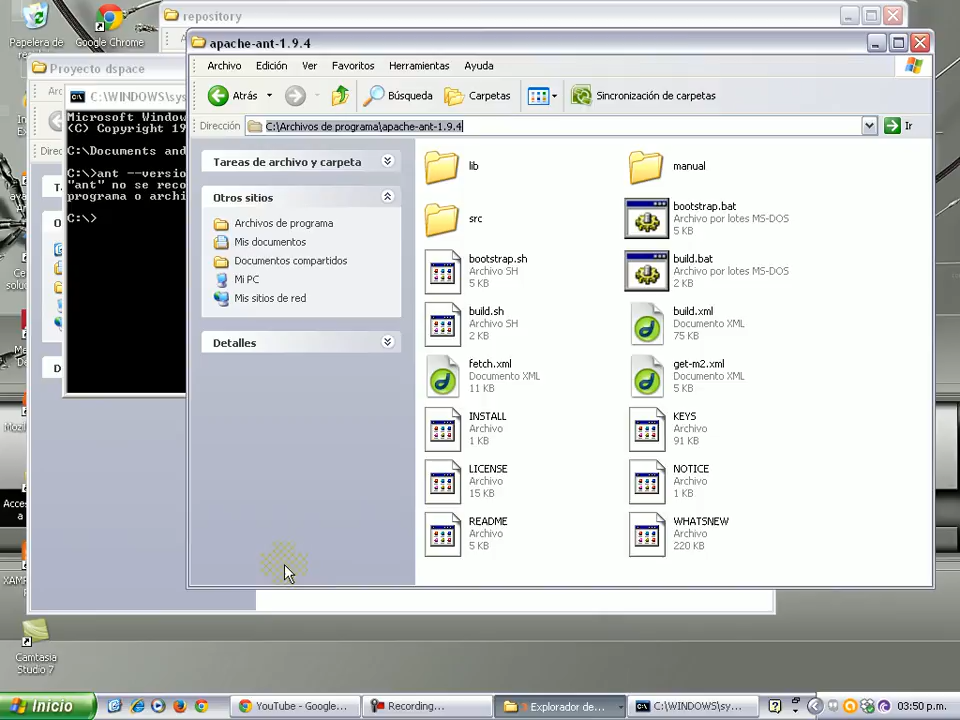 Papelera de
Google Chrome
repository
Proyecto dspace
apache-ant-1.9.4
Archivo Edición Ver Favoritos Herramientas Ayuda
Atrás Búsqueda Carpetas Sincronización de carpetas
Dirección C:\Archivos de programa\apache-ant-1.9.4 Ir
C:\WINDOWS\sys
Microsoft Window
(C) Copyright 19
C:\Documents and
C:\>ant --versio
"ant" no se reco
programa o archi
C:\>
Tareas de archivo y carpeta
Otros sitios
Archivos de programa
Mis documentos
Documentos compartidos
Mi PC
Mis sitios de red
Detalles
lib
manual
src
bootstrap.bat
Archivo por lotes MS-DOS
5 KB
bootstrap.sh
Archivo SH
5 KB
build.bat
Archivo por lotes MS-DOS
2 KB
build.sh
Archivo SH
2 KB
build.xml
Documento XML
75 KB
fetch.xml
Documento XML
11 KB
get-m2.xml
Documento XML
5 KB
INSTALL
Archivo
1 KB
KEYS
Archivo
91 KB
LICENSE
Archivo
15 KB
NOTICE
Archivo
1 KB
README
Archivo
5 KB
WHATSNEW
Archivo
220 KB
Camtasia
Studio 7
Inicio
YouTube - Google...
Recording...
3 Explorador de...
C:\WINDOWS\sy...
03:50 p.m.